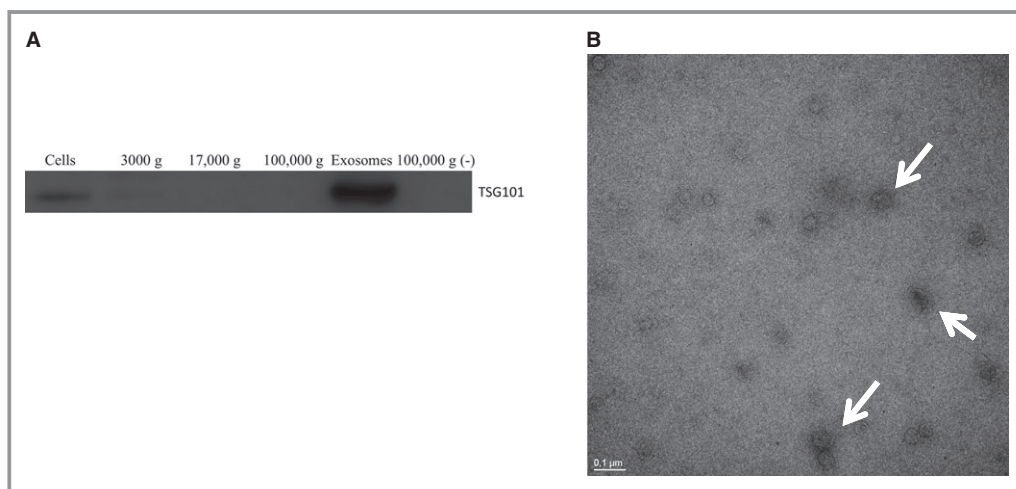 A
Cells 3000 g 17,000 g 100,000 g Exosomes 100,000 g (-)
TSG101
B
0.1 µm